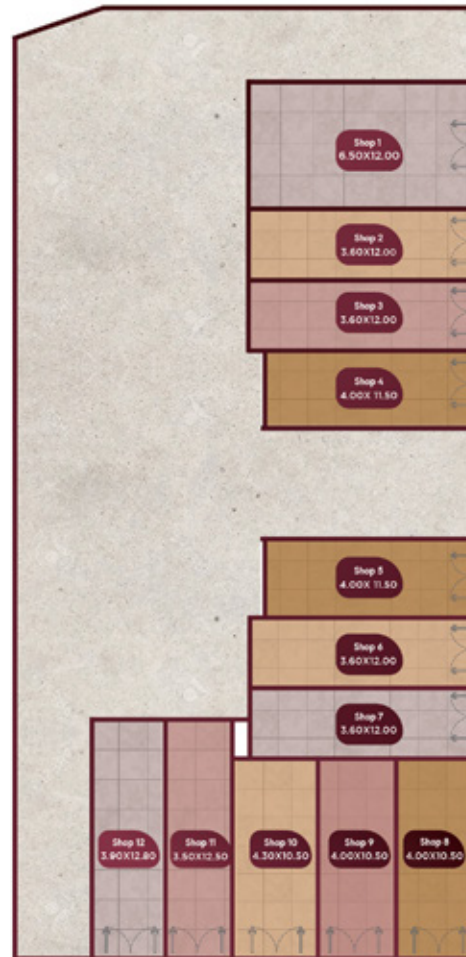 Shop 1
6.50X12.00
Shop 2
3.60X12.00
Shop 3
3.60X12.00
Shop 4
4.00X 11.50
Shop 5
4.00X 11.50
Shop 6
3.60X12.00
Shop 7
3.60X12.00
Shop 12
3.90X12.80
Shop 11
3.50X12.50
Shop 10
4.30X10.50
Shop 9
4.00X10.50
Shop 8
4.00X10.50